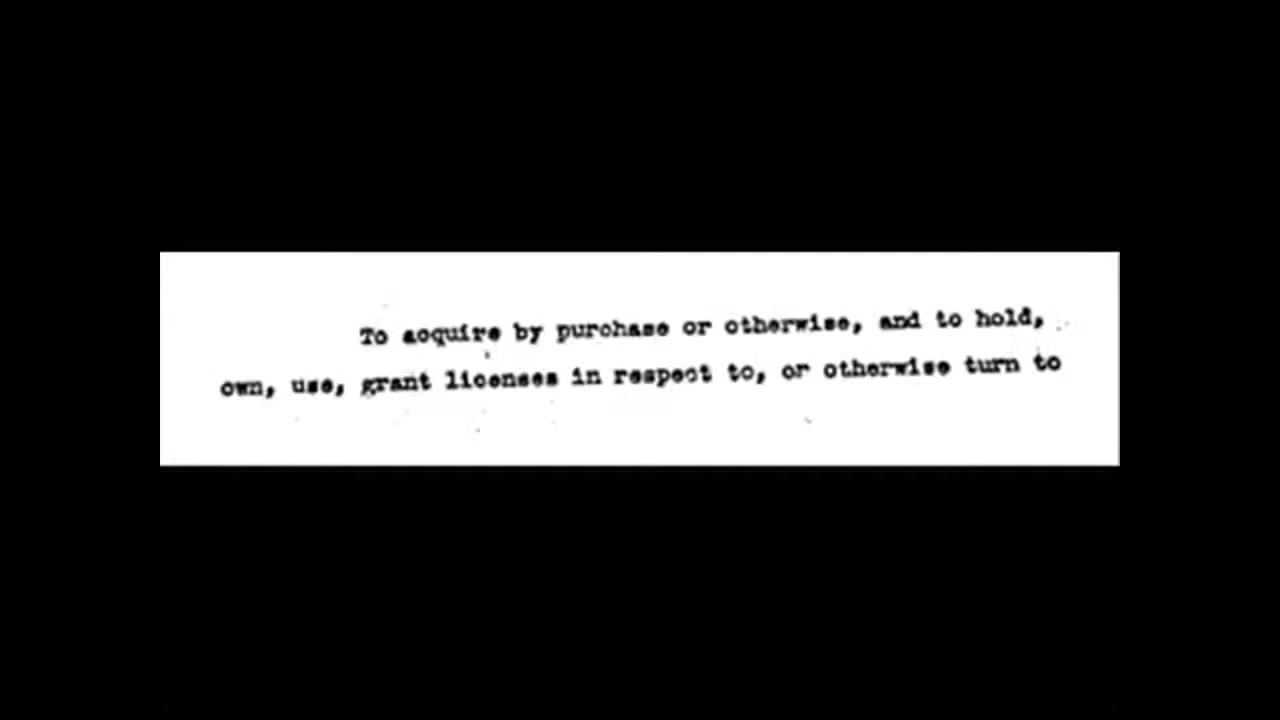 To acquire by purchase or otherwise, and to hold,
own, use, grant licenses in respect to, or otherwise turn to